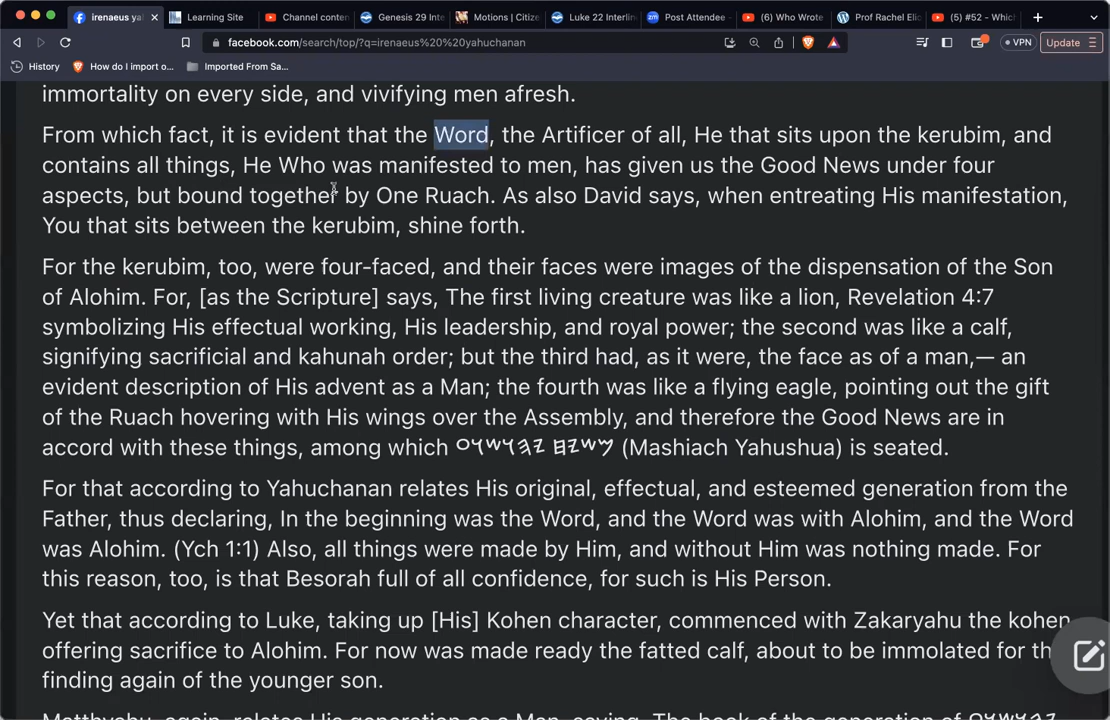 irenaeus yal
Learning Site
Channel conten
Genesis 29 Inte
Motions | Citize
Luke 22 Interlin
Post Attendee -
(6) Who Wrote
Prof Rachel Elio
(5) #52 - Which
facebook.com/search/top/?q=irenaeus%20%20yahuchanan
VPN
Update
History
How do I import o...
Imported From Sa...
immortality on every side, and vivifying men afresh.
From which fact, it is evident that the Word, the Artificer of all, He that sits upon the kerubim, and
contains all things, He Who was manifested to men, has given us the Good News under four
aspects, but bound together by One Ruach. As also David says, when entreating His manifestation,
You that sits between the kerubim, shine forth.
For the kerubim, too, were four-faced, and their faces were images of the dispensation of the Son
of Alohim. For, [as the Scripture] says, The first living creature was like a lion, Revelation 4:7
symbolizing His effectual working, His leadership, and royal power; the second was like a calf,
signifying sacrificial and kahunah order; but the third had, as it were, the face as of a man,— an
evident description of His advent as a Man; the fourth was like a flying eagle, pointing out the gift
of the Ruach hovering with His wings over the Assembly, and therefore the Good News are in
accord with these things, among which (Mashiach Yahushua) is seated.
For that according to Yahuchanan relates His original, effectual, and esteemed generation from the
Father, thus declaring, In the beginning was the Word, and the Word was with Alohim, and the Word
was Alohim. (Ych 1:1) Also, all things were made by Him, and without Him was nothing made. For
this reason, too, is that Besorah full of all confidence, for such is His Person.
Yet that according to Luke, taking up [His] Kohen character, commenced with Zakaryahu the kohen
offering sacrifice to Alohim. For now was made ready the fatted calf, about to be immolated for th
finding again of the younger son.
Matthyahu, again, relates His generation as a Man, saying, The book of the generation of